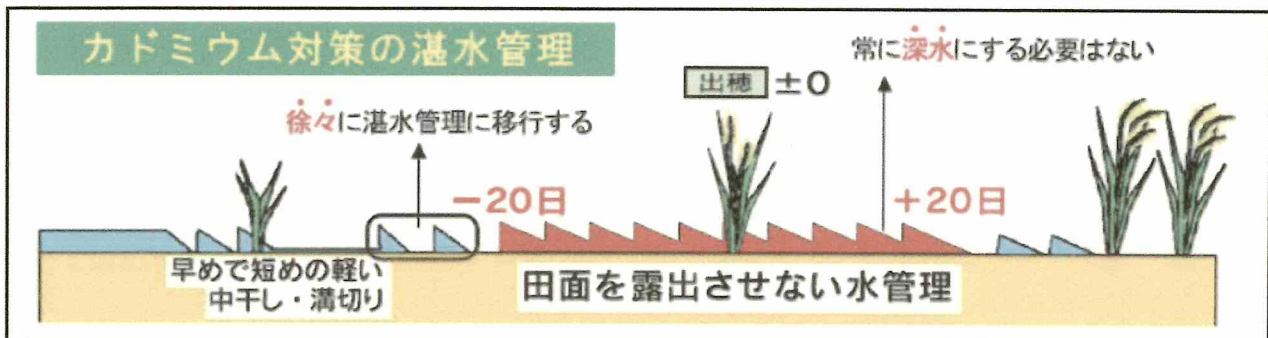 カドミウム対策の湛水管理
常に深水にする必要はない
出穂 ±0
徐々に湛水管理に移行する
−20日
+20日
早めで短めの軽い
中干し・溝切り
田面を露出させない水管理